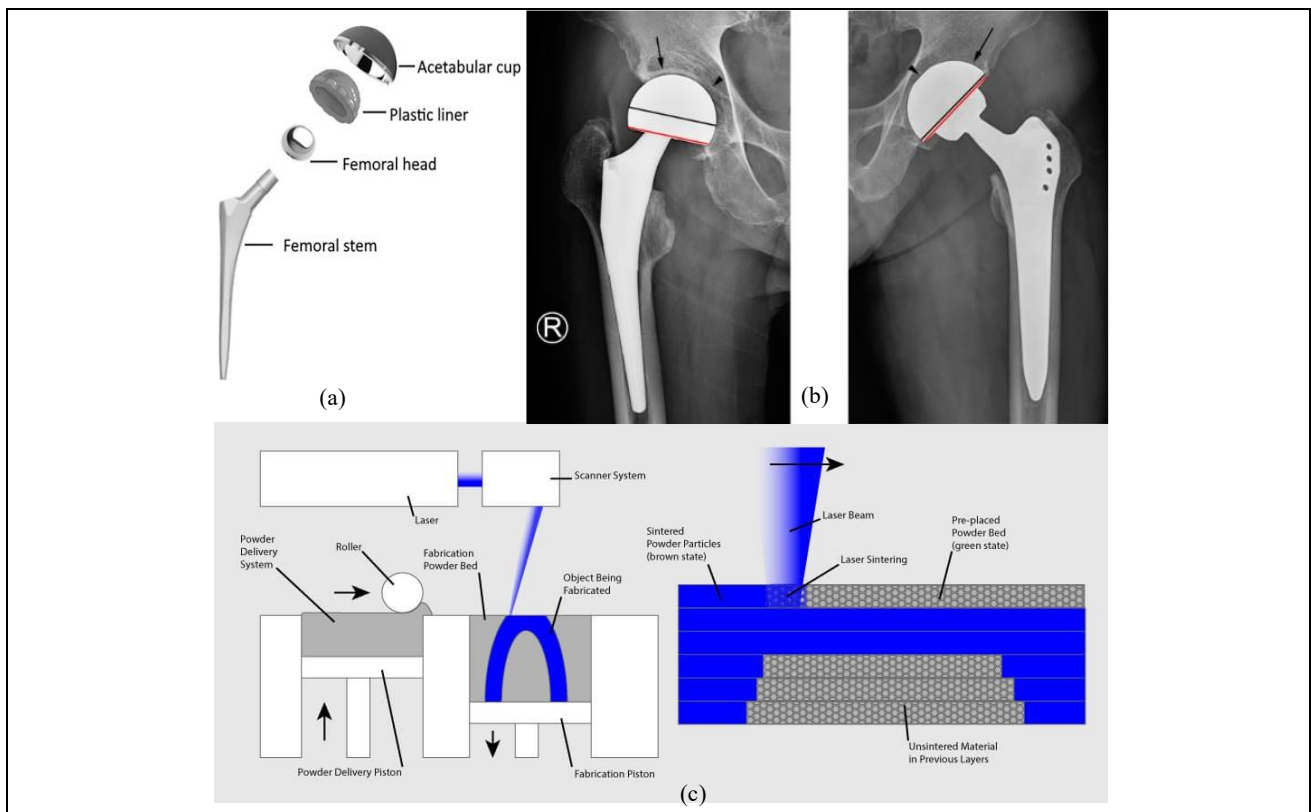 Acetabular cup
Plastic liner
Femoral head
Femoral stem
(a)
R
(b)
Scanner System
Laser
Powder
Delivery
System
Roller
Fabrication
Powder Bed
Object Being
Fabricated
Powder Delivery Piston
Fabrication Piston
Laser Beam
Sintered
Powder Particles
(brown state)
Laser Sintering
Pre-placed
Powder Bed
(green state)
Unsintered Material
in Previous Layers
(c)